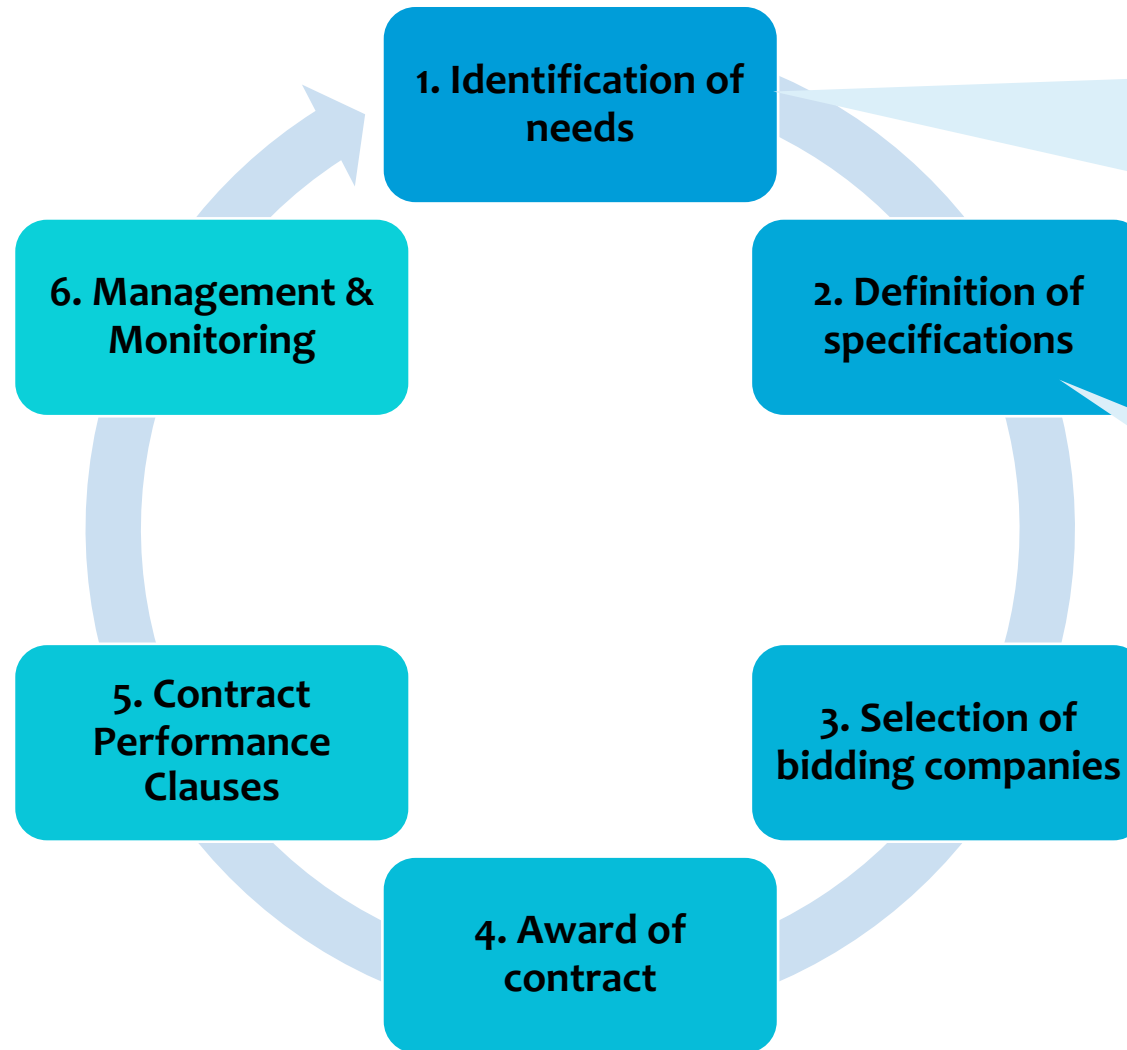 1. Identification of
needs
2. Definition of
specifications
3. Selection of
bidding companies
4. Award of
contract
5. Contract
Performance
Clauses
6. Management &
Monitoring